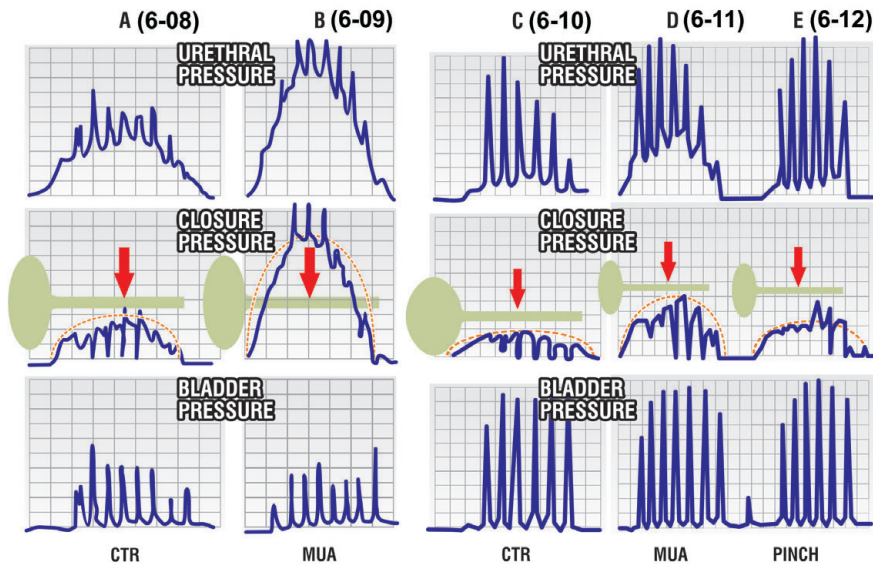 A (6-08)
B (6-09)
C (6-10)
D (6-11)
E (6-12)
URETHRAL
PRESSURE
URETHRAL
PRESSURE
CLOSURE
PRESSURE
CLOSURE
PRESSURE
BLADDER
PRESSURE
BLADDER
PRESSURE
CTR
MUA
CTR
MUA
PINCH